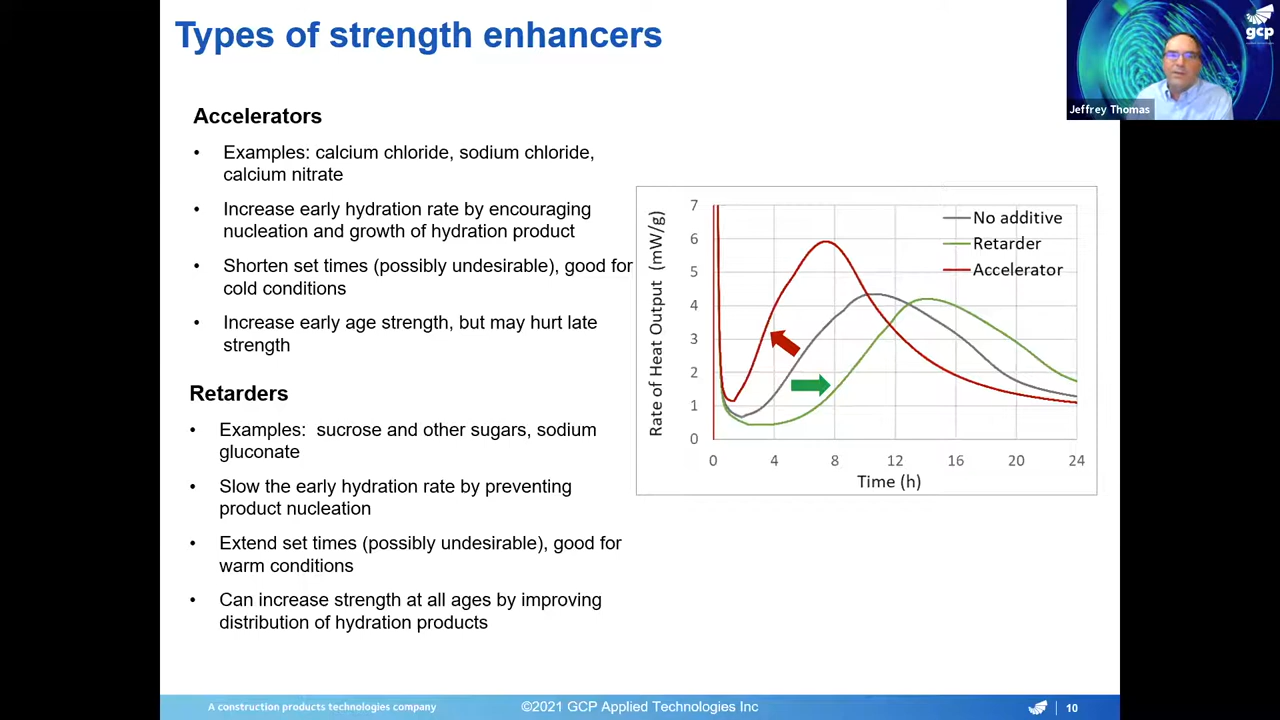 Types of strength enhancers
gcp
Jeffrey Thomas
Accelerators
• Examples: calcium chloride, sodium chloride,
calcium nitrate
• Increase early hydration rate by encouraging
nucleation and growth of hydration product
• Shorten set times (possibly undesirable), good for
cold conditions
• Increase early age strength, but may hurt late
strength
Retarders
• Examples: sucrose and other sugars, sodium
gluconate
• Slow the early hydration rate by preventing
product nucleation
• Extend set times (possibly undesirable), good for
warm conditions
• Can increase strength at all ages by improving
distribution of hydration products
Rate of Heat Output (mW/g)
7
6
5
4
3
2
1
0
No additive
Retarder
Accelerator
0 4 8 12 16 20 24
Time (h)
A construction products technologies company
©2021 GCP Applied Technologies Inc
10